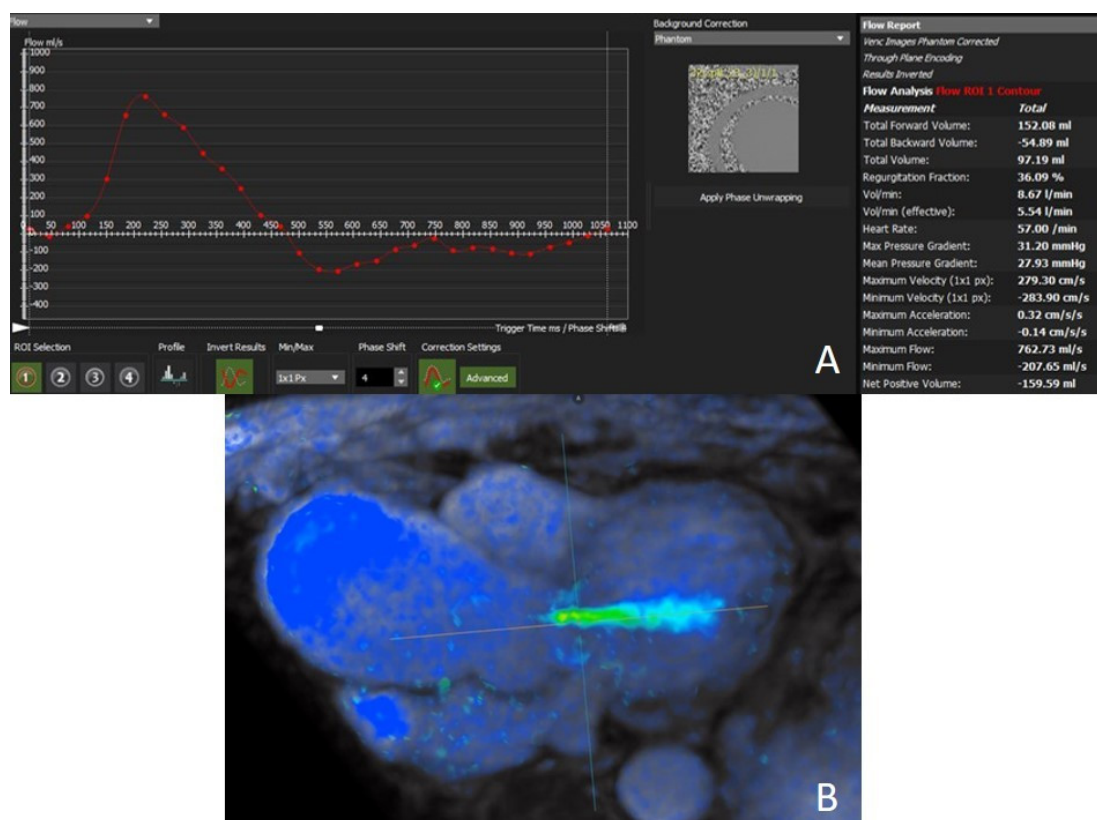 Flow
Flow ml/s
1000
900
800
700
600
500
400
300
200
100
0 50 100 150 200 250 300 350 400 450 500 550 600 650 700 750 800 850 900 950 1000 1050 1100
-100
-200
-300
-400
Trigger Time ms / Phase Shift
ROI Selection Profile Invert Results Min/Max Phase Shift Correction Settings
1 2 3 4 1x1 Px 4 Advanced
A
Background Correction
Phantom
Apply Phase Unwrapping
Flow Report
Venc Images Phantom Corrected
Through Plane Encoding
Results Inverted
Flow Analysis Flow ROI 1 Contour
Measurement Total
Total Forward Volume: 152.08 ml
Total Backward Volume: -54.89 ml
Total Volume: 97.19 ml
Regurgitation Fraction: 36.09 %
Vol/min: 8.67 l/min
Vol/min (effective): 5.54 l/min
Heart Rate: 57.00 /min
Max Pressure Gradient: 31.20 mmHg
Mean Pressure Gradient: 27.93 mmHg
Maximum Velocity (1x1 px): 279.30 cm/s
Minimum Velocity (1x1 px): -283.90 cm/s
Maximum Acceleration: 0.32 cm/s/s
Minimum Acceleration: -0.14 cm/s/s
Maximum Flow: 762.73 ml/s
Minimum Flow: -207.65 ml/s
Net Positive Volume: -159.59 ml
B